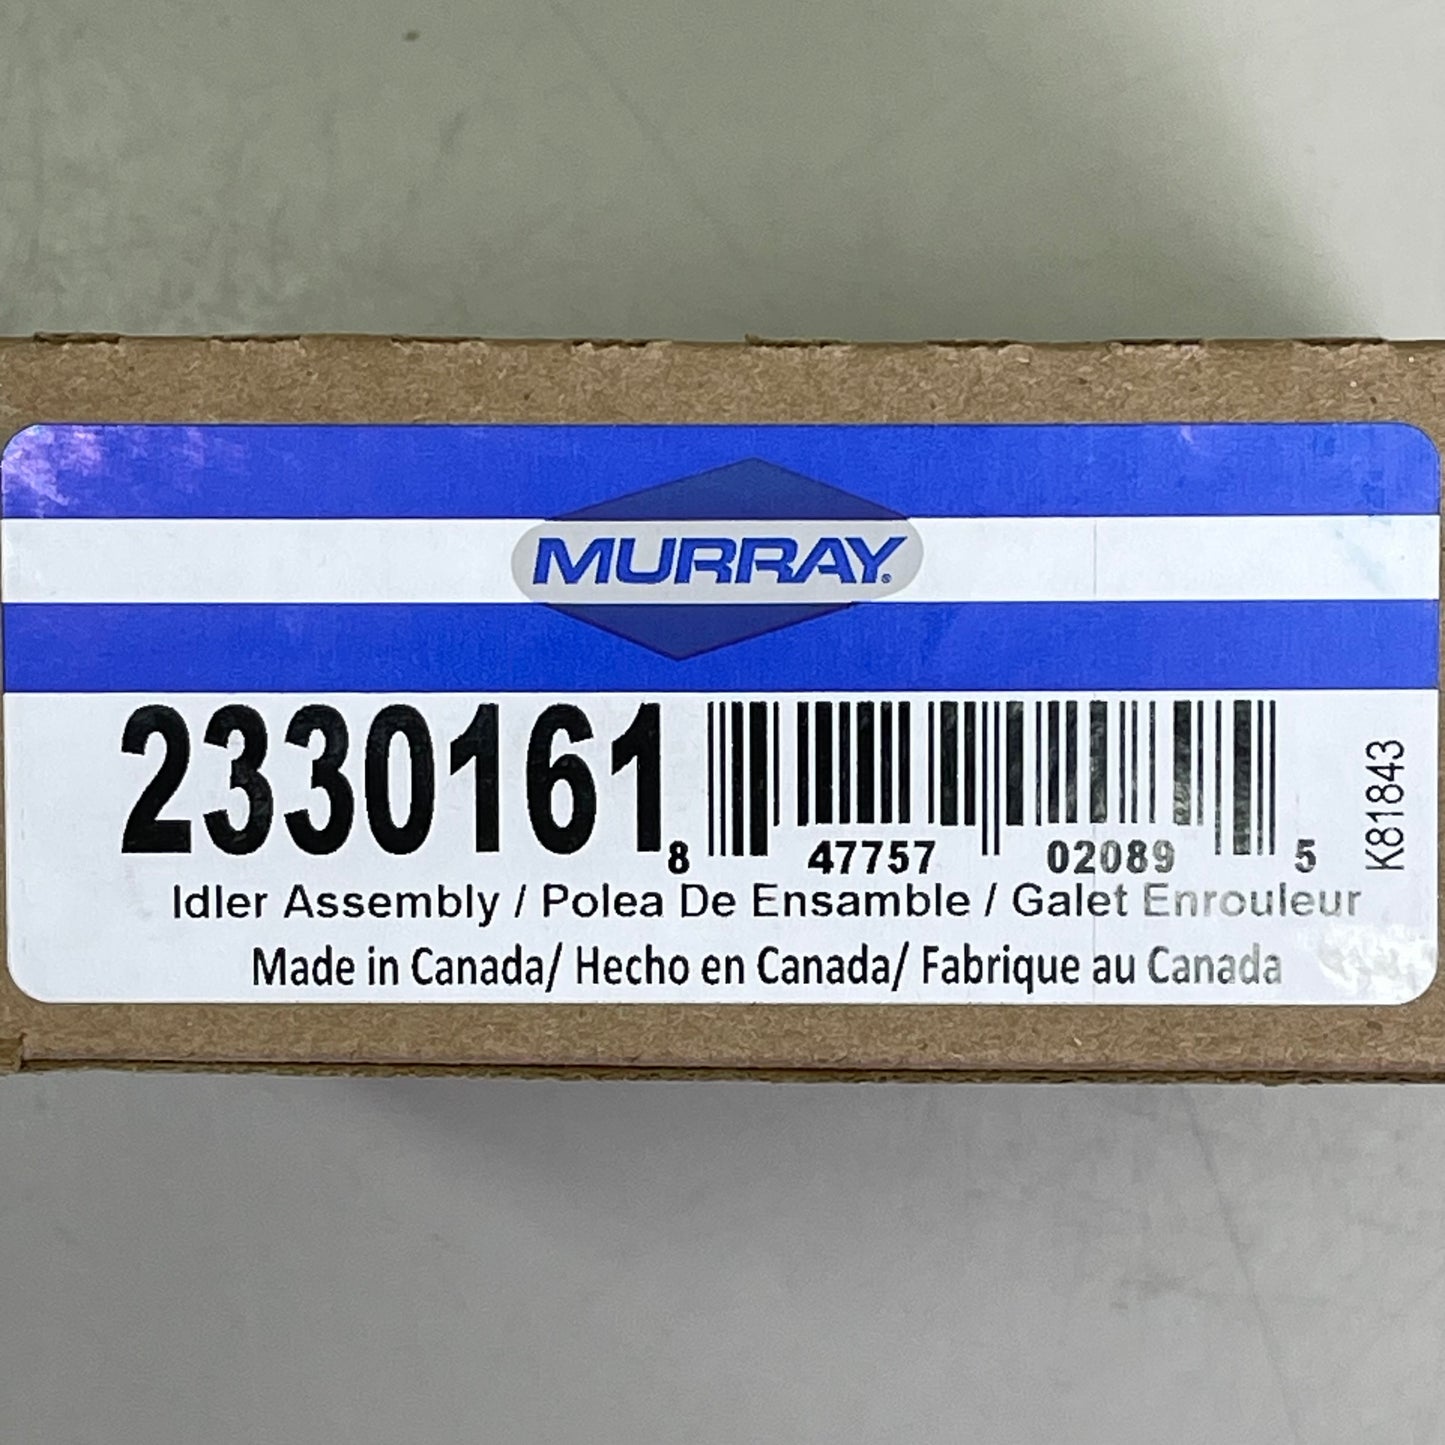 MURRAY®
2330161
8 47757 02089 5
K81843
Idler Assembly / Polea De Ensamble / Galet Enrouleur
Made in Canada/ Hecho en Canada/ Fabrique au Canada